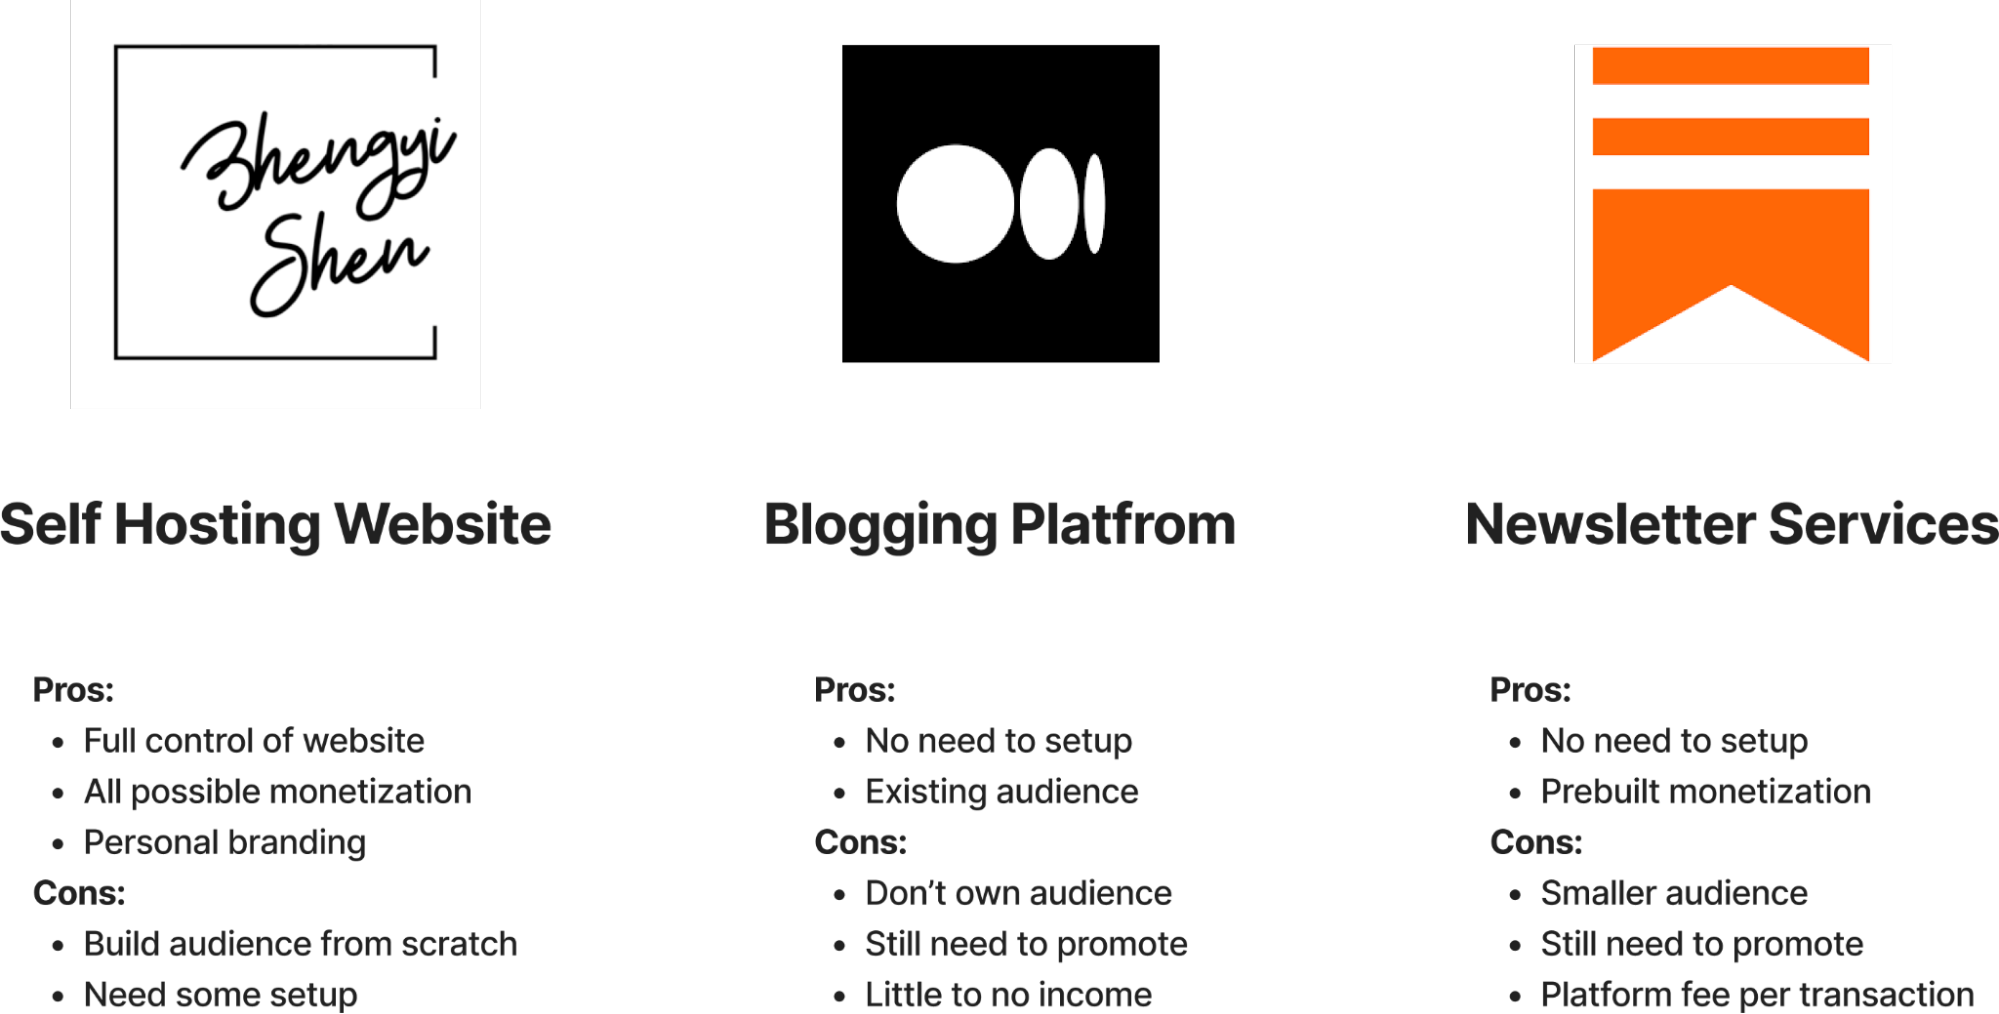 Zhengyi
Shen
Self Hosting Website
Pros:
• Full control of website
• All possible monetization
• Personal branding
Cons:
• Build audience from scratch
• Need some setup
Blogging Platfrom
Pros:
• No need to setup
• Existing audience
Cons:
• Don’t own audience
• Still need to promote
• Little to no income
Newsletter Services
Pros:
• No need to setup
• Prebuilt monetization
Cons:
• Smaller audience
• Still need to promote
• Platform fee per transaction